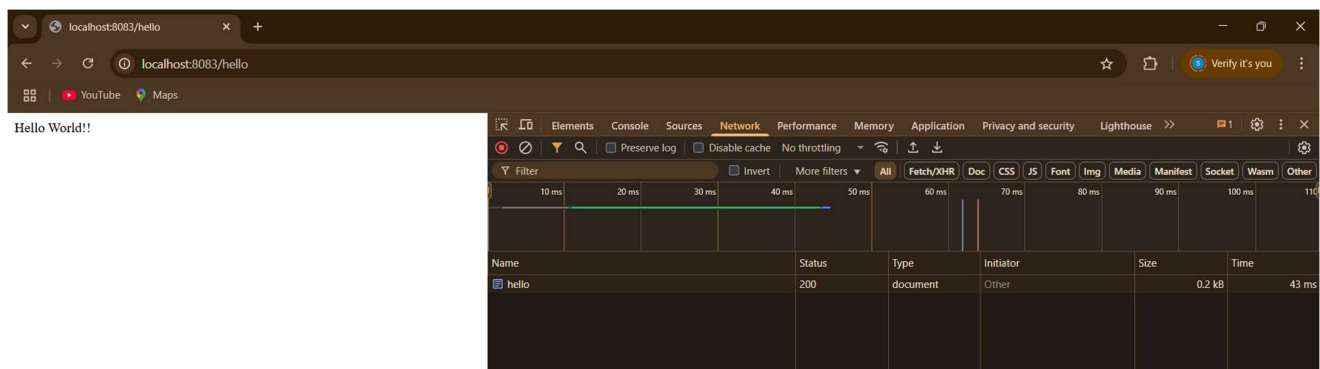 localhost:8083/hello
localhost:8083/hello
Verify it's you
YouTube Maps
Hello World!!
Elements Console Sources Network Performance Memory Application Privacy and security Lighthouse 1
Preserve log Disable cache No throttling
Filter Invert More filters All Fetch/XHR Doc CSS JS Font Img Media Manifest Socket Wasm Other
10 ms 20 ms 30 ms 40 ms 50 ms 60 ms 70 ms 80 ms 90 ms 100 ms 110
Name Status Type Initiator Size Time
hello 200 document Other 0.2 kB 43 ms